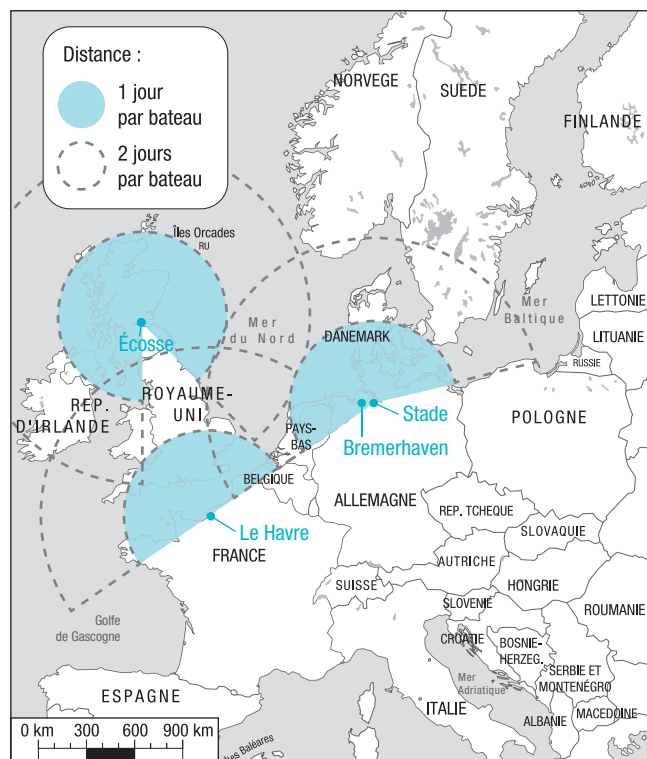 Distance :
1 jour
par bateau
2 jours
par bateau
NORVEGE
SUEDE
FINLANDE
Îles Orcades
RU
Écosse
Mer
du Nord
Mer
Baltique
LETTONIE
LITUANIE
RUSSIE
DANEMARK
REP.
D'IRLANDE
ROYAUME-
UNI
PAYS-
BAS
Stade
Bremerhaven
POLOGNE
BELGIQUE
ALLEMAGNE
Le Havre
FRANCE
REP. TCHEQUE
SLOVAQUIE
AUTRICHE
SUISSE
HONGRIE
SLOVENIE
ROUMANIE
CROATIE
BOSNIE-
HERZEG.
SERBIE ET
MONTENÉGRO
Golfe
de Gascogne
Mer
Adriatique
ESPAGNE
ITALIE
ALBANIE
MACEDOINE
0 km 300 600 900 km
les Baléares